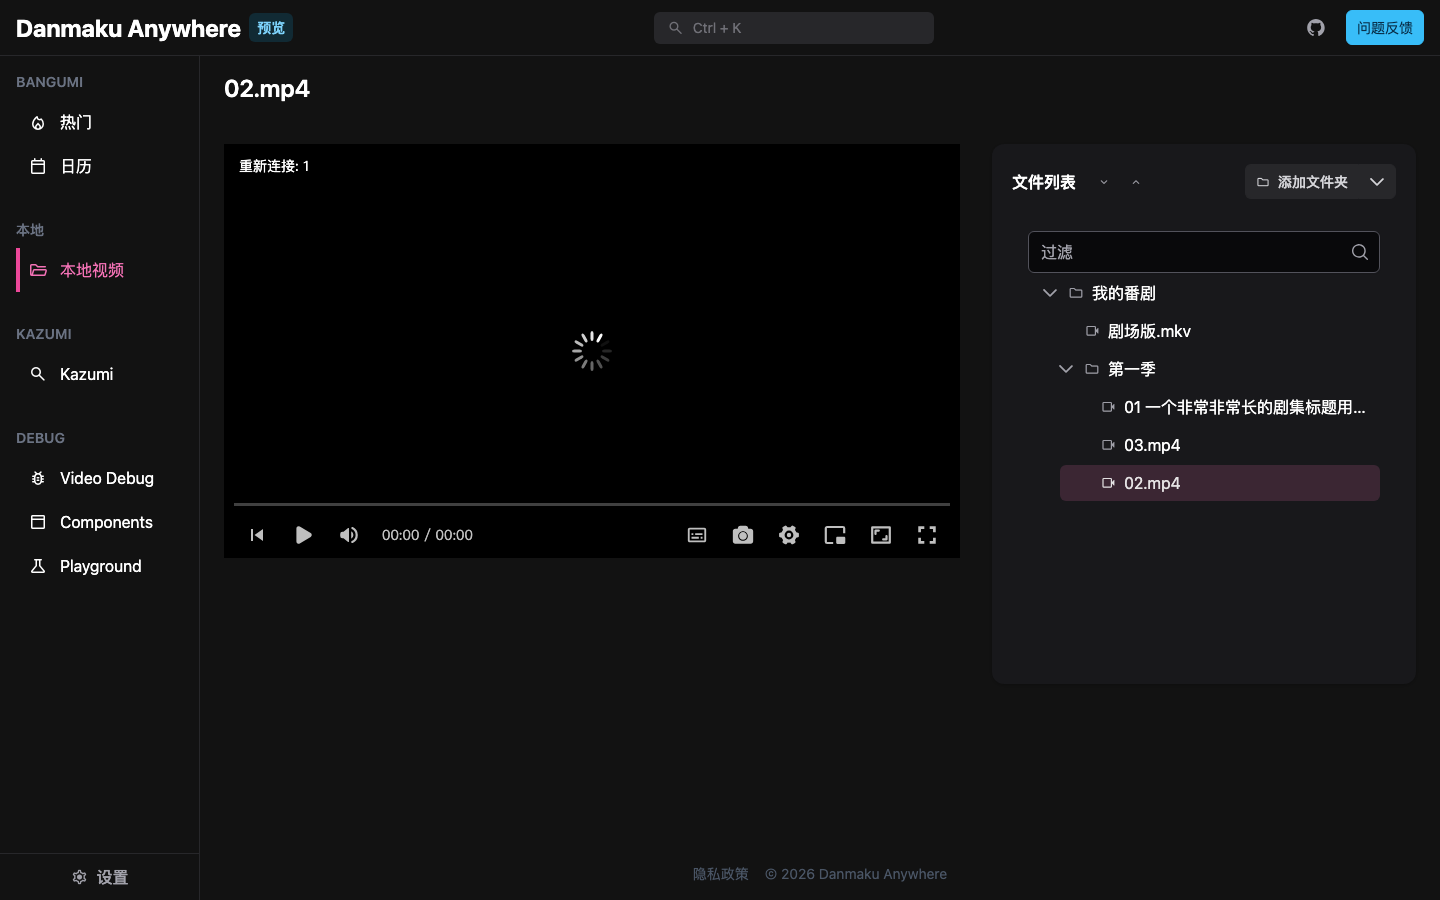 Danmaku Anywhere 预览
Ctrl + K
问题反馈
BANGUMI
热门
日历
本地
本地视频
KAZUMI
Kazumi
DEBUG
Video Debug
Components
Playground
设置
02.mp4
重新连接: 1
00:00 / 00:00
文件列表
添加文件夹
过滤
我的番剧
剧场版.mkv
第一季
01 一个非常非常长的剧集标题用...
03.mp4
02.mp4
隐私政策 © 2026 Danmaku Anywhere